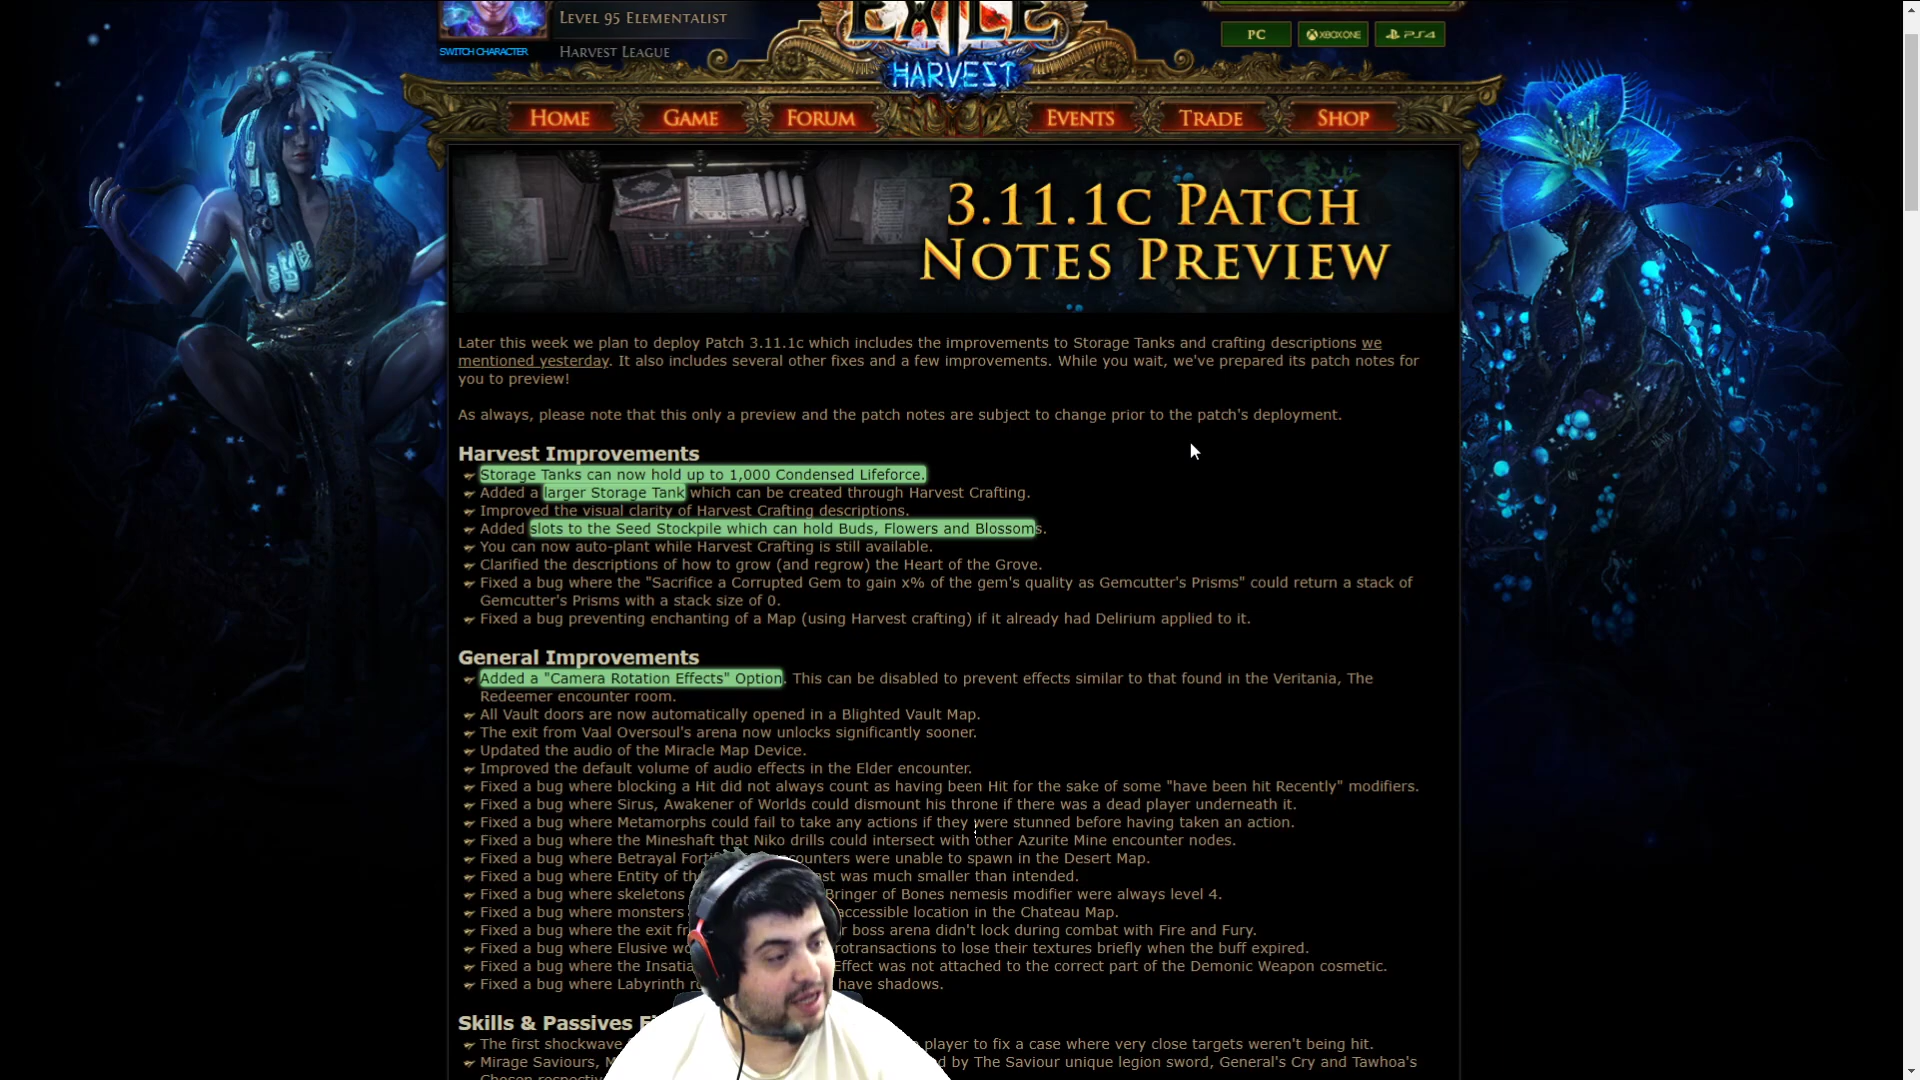 LEVEL 95 ELEMENTALIST
SWITCH CHARACTER
HARVEST LEAGUE
EXILE
HARVEST
PC
XBOX ONE
PS4
HOME
GAME
FORUM
EVENTS
TRADE
SHOP
3.11.1C PATCH
NOTES PREVIEW
Later this week we plan to deploy Patch 3.11.1c which includes the improvements to Storage Tanks and crafting descriptions we
mentioned yesterday. It also includes several other fixes and a few improvements. While you wait, we've prepared its patch notes for
you to preview!
As always, please note that this only a preview and the patch notes are subject to change prior to the patch's deployment.
Harvest Improvements
Storage Tanks can now hold up to 1,000 Condensed Lifeforce.
Added a larger Storage Tank which can be created through Harvest Crafting.
Improved the visual clarity of Harvest Crafting descriptions.
Added slots to the Seed Stockpile which can hold Buds, Flowers and Blossoms.
You can now auto-plant while Harvest Crafting is still available.
Clarified the descriptions of how to grow (and regrow) the Heart of the Grove.
Fixed a bug where the "Sacrifice a Corrupted Gem to gain x% of the gem's quality as Gemcutter's Prisms" could return a stack of
Gemcutter's Prisms with a stack size of 0.
Fixed a bug preventing enchanting of a Map (using Harvest crafting) if it already had Delirium applied to it.
General Improvements
Added a "Camera Rotation Effects" Option. This can be disabled to prevent effects similar to that found in the Veritania, The
Redeemer encounter room.
All Vault doors are now automatically opened in a Blighted Vault Map.
The exit from Vaal Oversoul's arena now unlocks significantly sooner.
Updated the audio of the Miracle Map Device.
Improved the default volume of audio effects in the Elder encounter.
Fixed a bug where blocking a Hit did not always count as having been Hit for the sake of some "have been hit Recently" modifiers.
Fixed a bug where Sirus, Awakener of Worlds could dismount his throne if there was a dead player underneath it.
Fixed a bug where Metamorphs could fail to take any actions if they were stunned before having taken an action.
Fixed a bug where the Mineshaft that Niko drills could intersect with other Azurite Mine encounter nodes.
Fixed a bug where Betrayal counters were unable to spawn in the Desert Map.
Fixed a bug where Entity of was much smaller than intended.
Fixed a bug where skeletons Bringer of Bones nemesis modifier were always level 4.
Fixed a bug where monsters accessible location in the Chateau Map.
Fixed a bug where the exit boss arena didn't lock during combat with Fire and Fury.
Fixed a bug where Elusive to lose their textures briefly when the buff expired.
Fixed a bug where the Effect was not attached to the correct part of the Demonic Weapon cosmetic.
Fixed a bug where Labyrinth have shadows.
Skills & Passives
The first shockwave player to fix a case where very close targets weren't being hit.
Mirage Saviours, by The Saviour unique legion sword, General's Cry and Tawhoa's